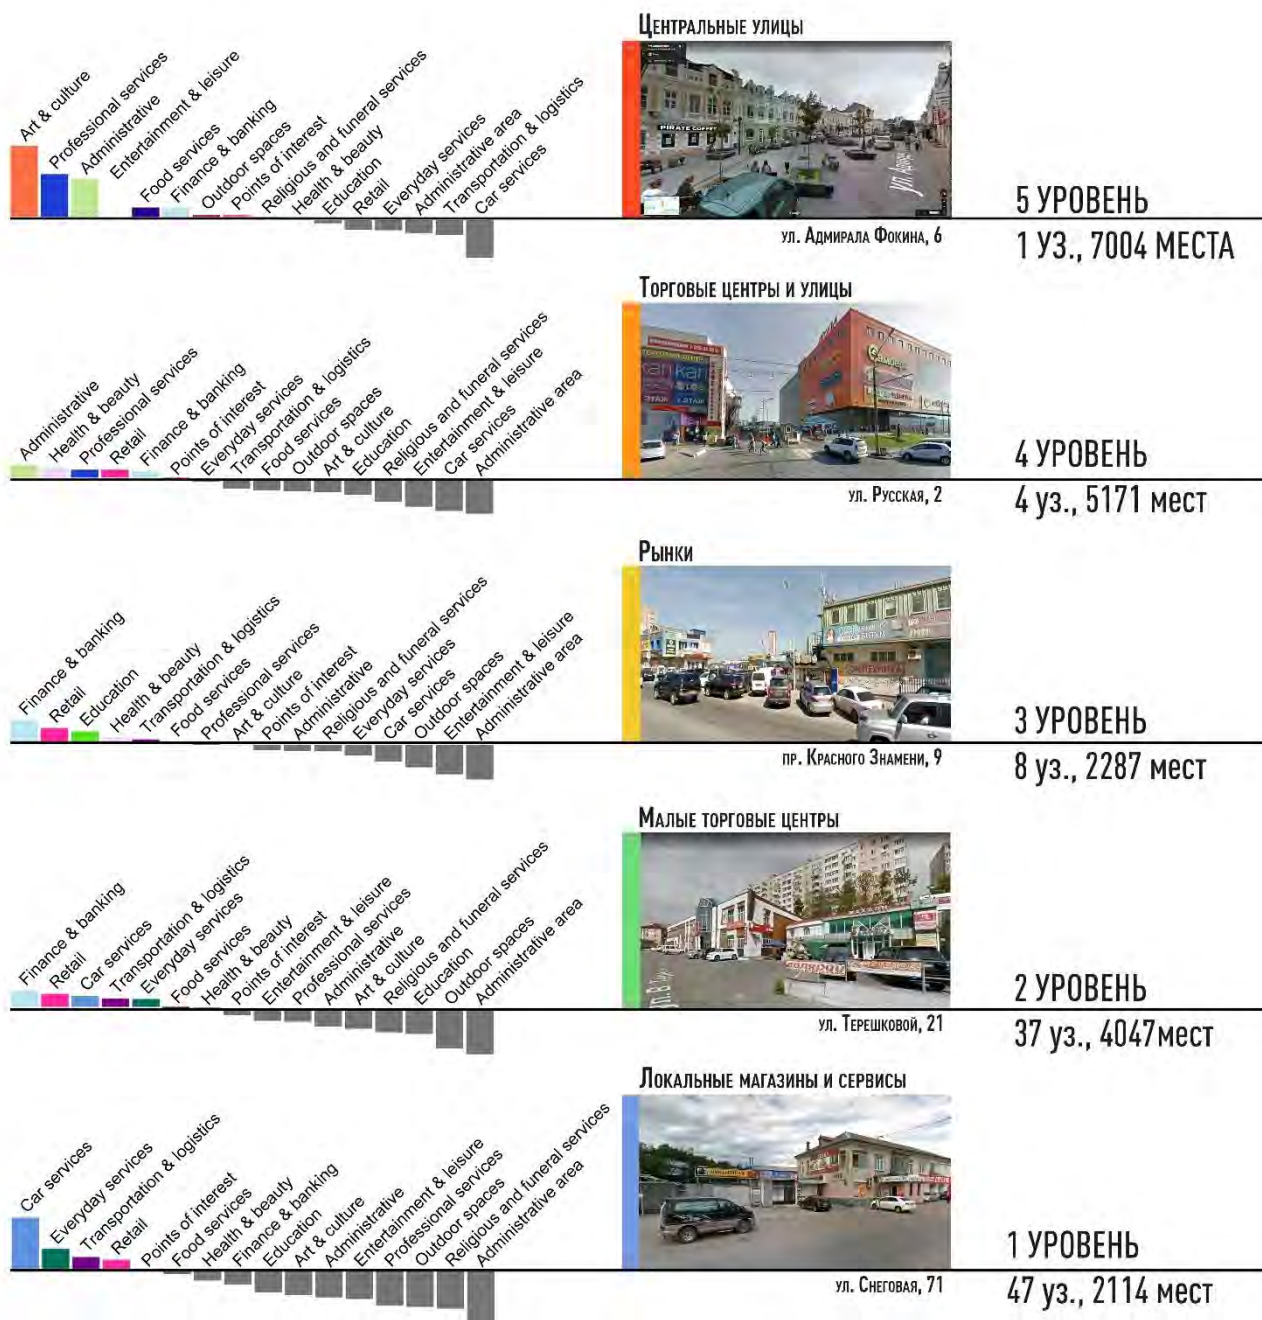 Центральные улицы
Art & culture
Professional services
Administrative
Entertainment & leisure
Food services
Finance & banking
Outdoor spaces
Points of interest
Religious and funeral services
Health & beauty
Education
Retail
Everyday services
Administrative area
Transportation & logistics
Car services
PIRATE COFFEE
5 УРОВЕНЬ
ул. Адмирала Фокина, 6
1 УЗ., 7004 МЕСТА
Торговые центры и улицы
Administrative
Health & beauty
Professional services
Retail
Finance & banking
Points of interest
Everyday services
Transportation & logistics
Food services
Outdoor spaces
Art & culture
Education
Religious and funeral services
Entertainment & leisure
Car services
Administrative area
4 УРОВЕНЬ
ул. Русская, 2
4 уз., 5171 мест
Рынки
Finance & banking
Retail
Education
Health & beauty
Transportation & logistics
Food services
Professional services
Art & culture
Points of interest
Administrative
Religious and funeral services
Everyday services
Car services
Outdoor spaces
Entertainment & leisure
Administrative area
3 УРОВЕНЬ
пр. Красного Знамени, 9
8 уз., 2287 мест
Малые торговые центры
Finance & banking
Retail
Car services
Transportation & logistics
Everyday services
Food services
Health & beauty
Points of interest
Entertainment & leisure
Professional services
Administrative
Art & culture
Religious and funeral services
Education
Outdoor spaces
Administrative area
2 УРОВЕНЬ
ул. Терешковой, 21
37 уз., 4047мест
Локальные магазины и сервисы
Car services
Everyday services
Transportation & logistics
Retail
Points of interest
Food services
Health & beauty
Finance & banking
Education
Art & culture
Administrative
Entertainment & leisure
Professional services
Outdoor spaces
Religious and funeral services
Administrative area
1 УРОВЕНЬ
ул. Снеговая, 71
47 уз., 2114 мест